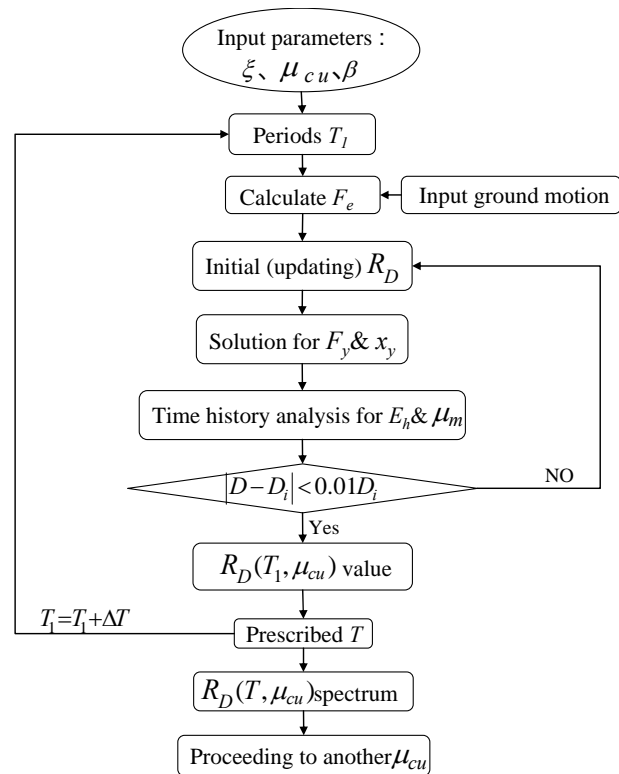 Input parameters :
ξ、μcu、β
Periods T1
Calculate Fe
Input ground motion
Initial (updating) RD
Solution for Fy& xy
Time history analysis for Eh& μm
|D−Di|<0.01Di
NO
Yes
RD(T1,μcu) value
T1=T1+ΔT
Prescribed T
RD(T,μcu)spectrum
Proceeding to another μcu